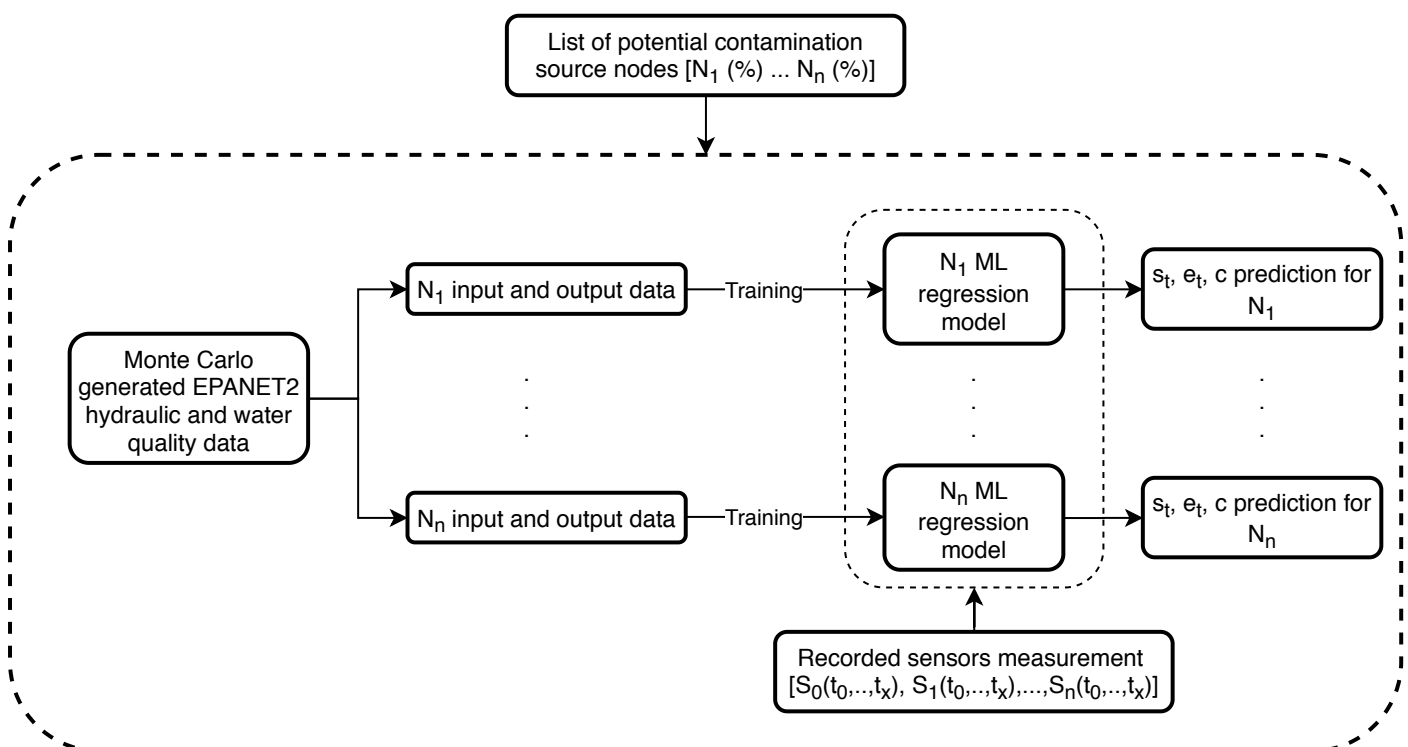 List of potential contamination
source nodes [N₁ (%) ... Nₙ (%)]
N₁ input and output data
Training
N₁ ML
regression
model
sₜ, eₜ, c prediction for
N₁
Monte Carlo
generated EPANET2
hydraulic and water
quality data
.
.
.
.
.
.
.
.
.
Nₙ input and output data
Training
Nₙ ML
regression
model
sₜ, eₜ, c prediction for
Nₙ
Recorded sensors measurement
[S₀(t₀,..,tₓ), S₁(t₀,..,tₓ),...,Sₙ(t₀,..,tₓ)]